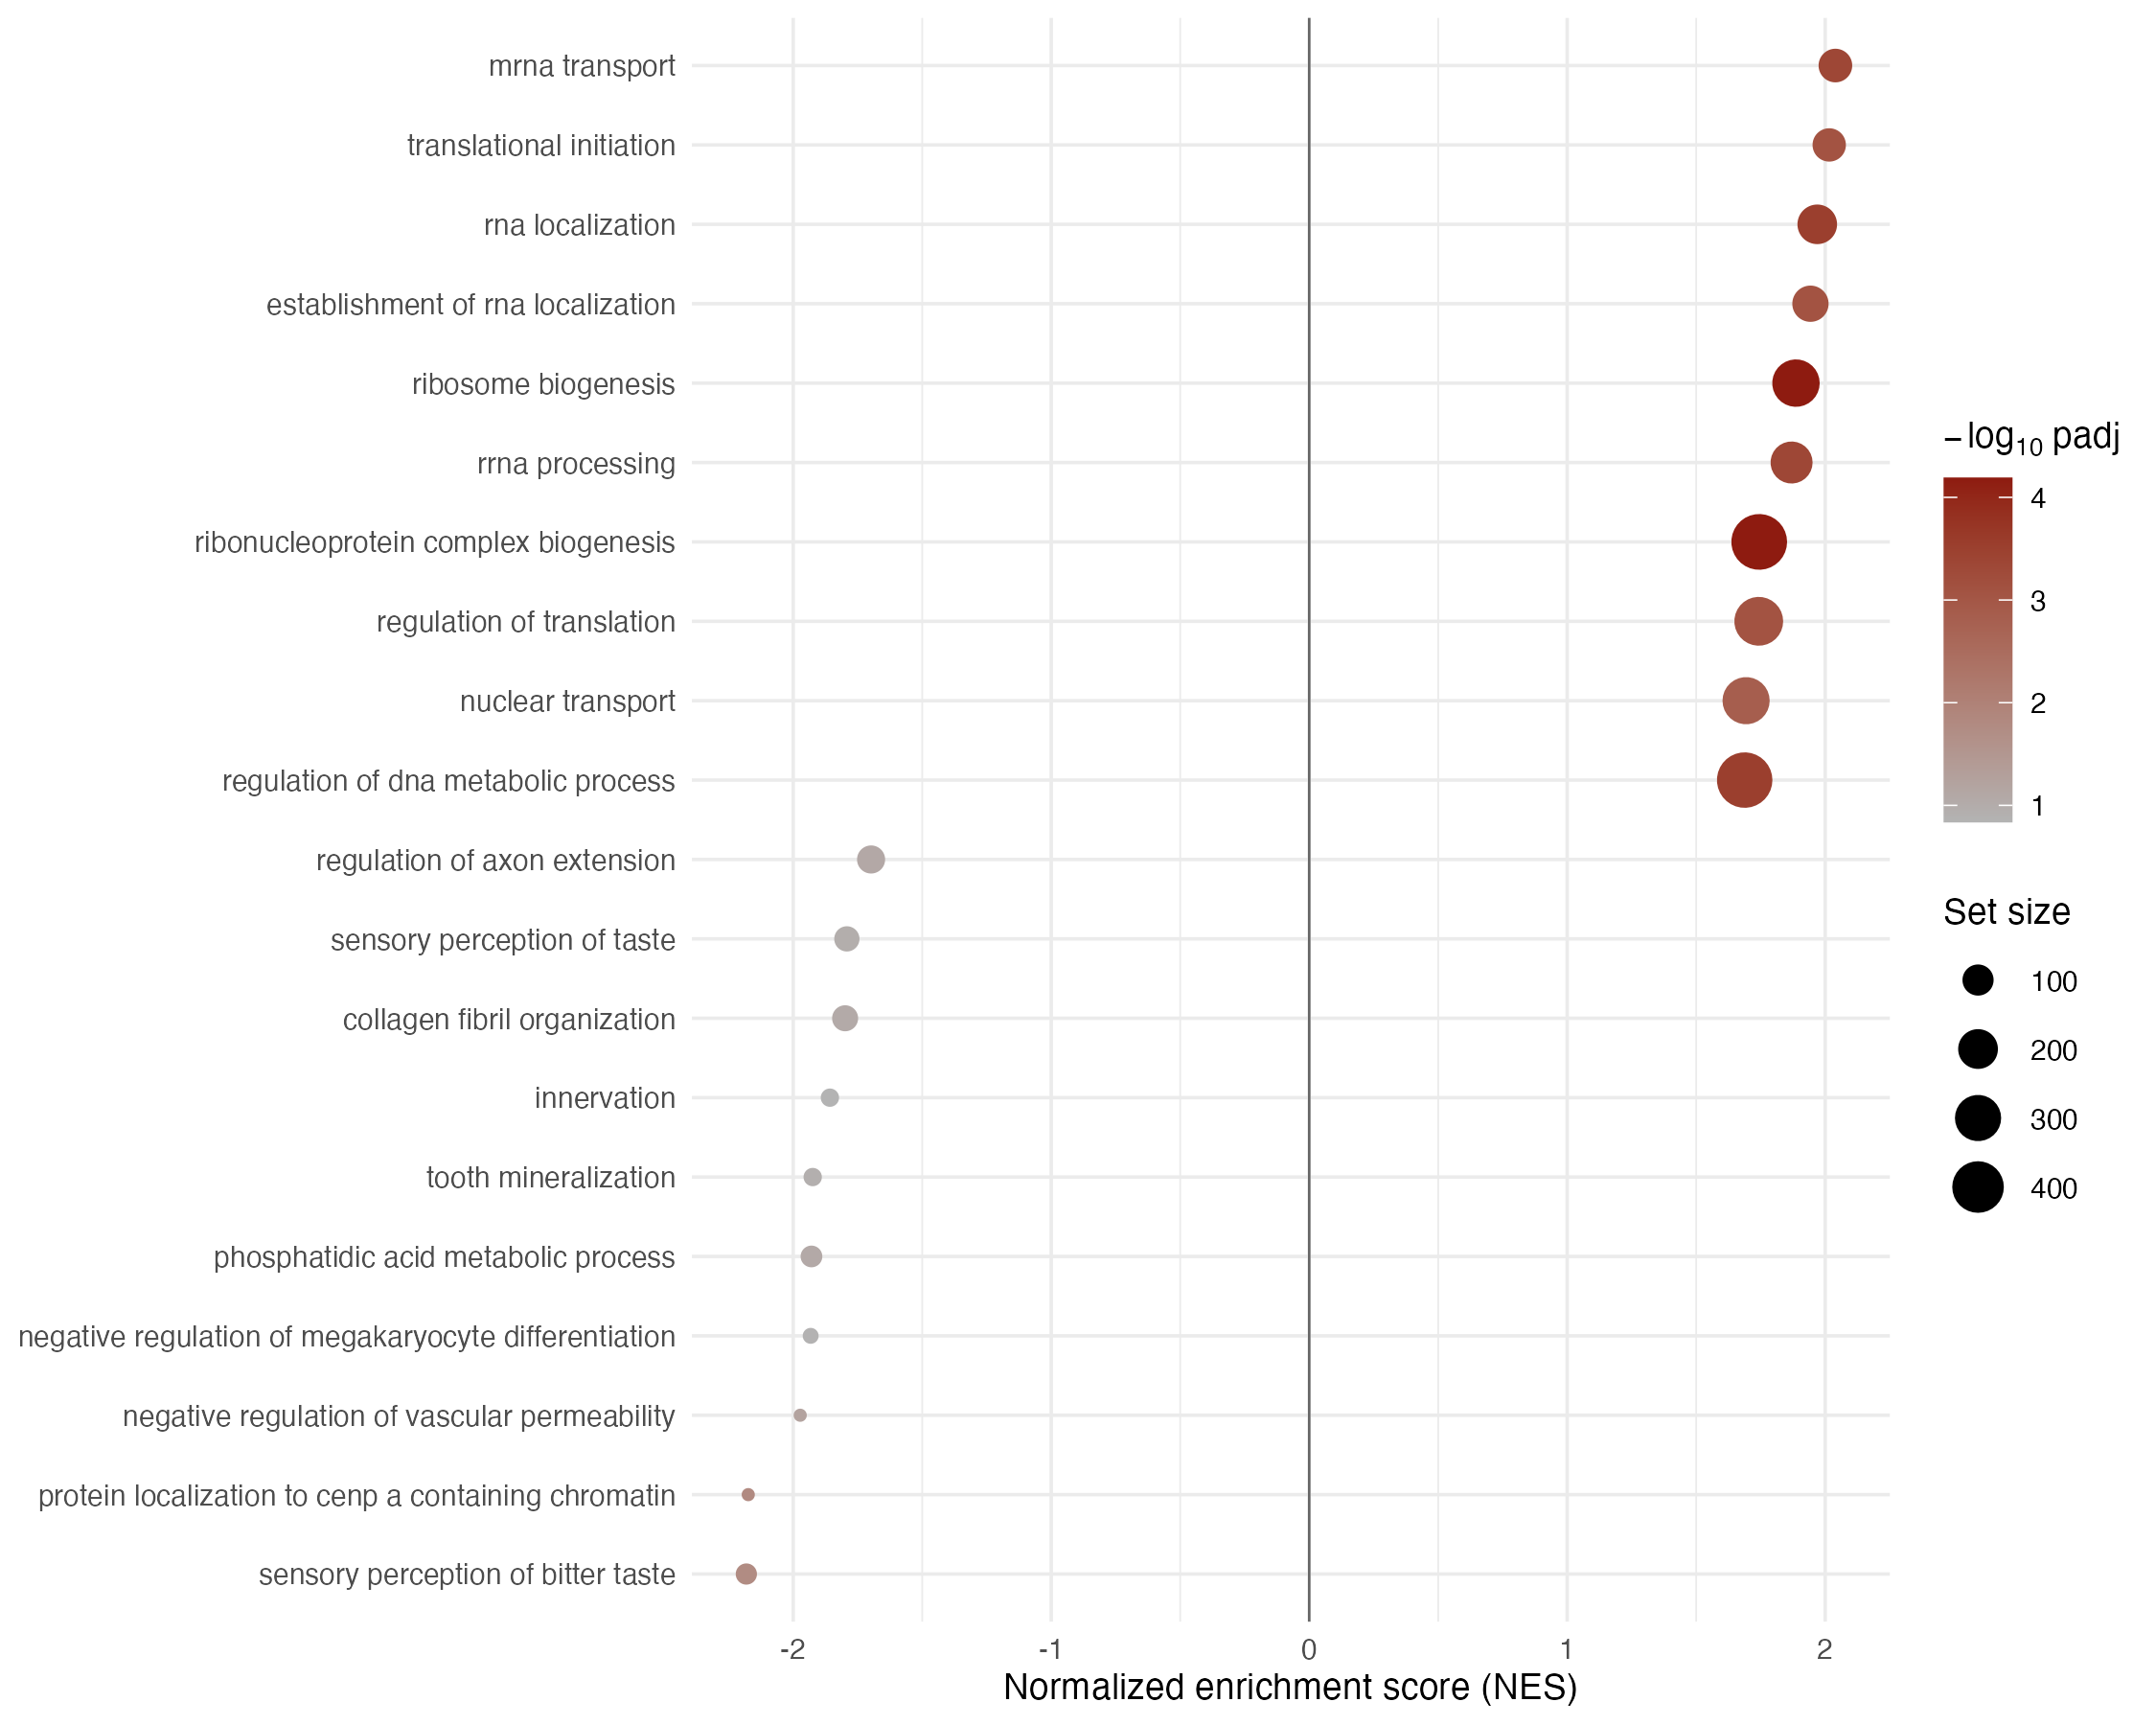 mrna transport
translational initiation
rna localization
establishment of rna localization
ribosome biogenesis
rrna processing
ribonucleoprotein complex biogenesis
regulation of translation
nuclear transport
regulation of dna metabolic process
regulation of axon extension
sensory perception of taste
collagen fibril organization
innervation
tooth mineralization
phosphatidic acid metabolic process
negative regulation of megakaryocyte differentiation
negative regulation of vascular permeability
protein localization to cenp a containing chromatin
sensory perception of bitter taste
-2 -1 0 1 2
Normalized enrichment score (NES)
−log₁₀ padj
4
3
2
1
Set size
100
200
300
400